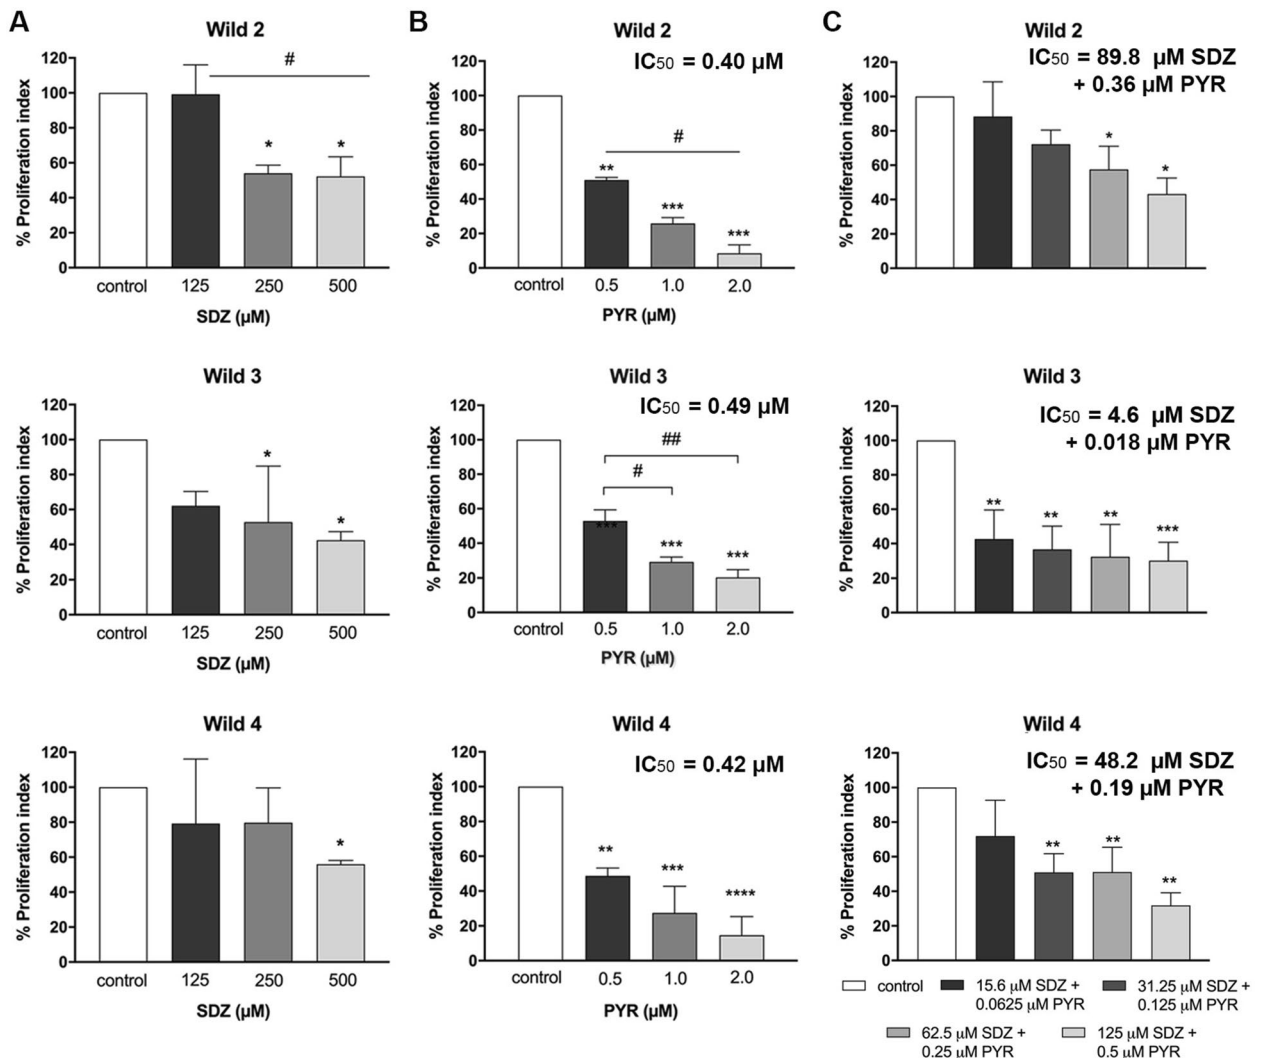 A
Wild 2
% Proliferation index
120
100
80
60
40
20
0
#
*
*
control 125 250 500
SDZ (µM)
B
Wild 2
IC50 = 0.40 µM
% Proliferation index
120
100
80
60
40
20
0
#
**
***
***
control 0.5 1.0 2.0
PYR (µM)
C
Wild 2
IC50 = 89.8 µM SDZ
+ 0.36 µM PYR
% Proliferation index
120
100
80
60
40
20
0
*
*
Wild 3
% Proliferation index
120
100
80
60
40
20
0
*
*
control 125 250 500
SDZ (µM)
Wild 3
IC50 = 0.49 µM
% Proliferation index
120
100
80
60
40
20
0
##
#
***
***
***
control 0.5 1.0 2.0
PYR (µM)
Wild 3
IC50 = 4.6 µM SDZ
+ 0.018 µM PYR
% Proliferation index
120
100
80
60
40
20
0
**
**
**
***
Wild 4
% Proliferation index
120
100
80
60
40
20
0
*
control 125 250 500
SDZ (µM)
Wild 4
IC50 = 0.42 µM
% Proliferation index
120
100
80
60
40
20
0
**
***
****
control 0.5 1.0 2.0
PYR (µM)
Wild 4
IC50 = 48.2 µM SDZ
+ 0.19 µM PYR
% Proliferation index
120
100
80
60
40
20
0
**
**
**
control
15.6 µM SDZ +
0.0625 µM PYR
31.25 µM SDZ +
0.125 µM PYR
62.5 µM SDZ +
0.25 µM PYR
125 µM SDZ +
0.5 µM PYR